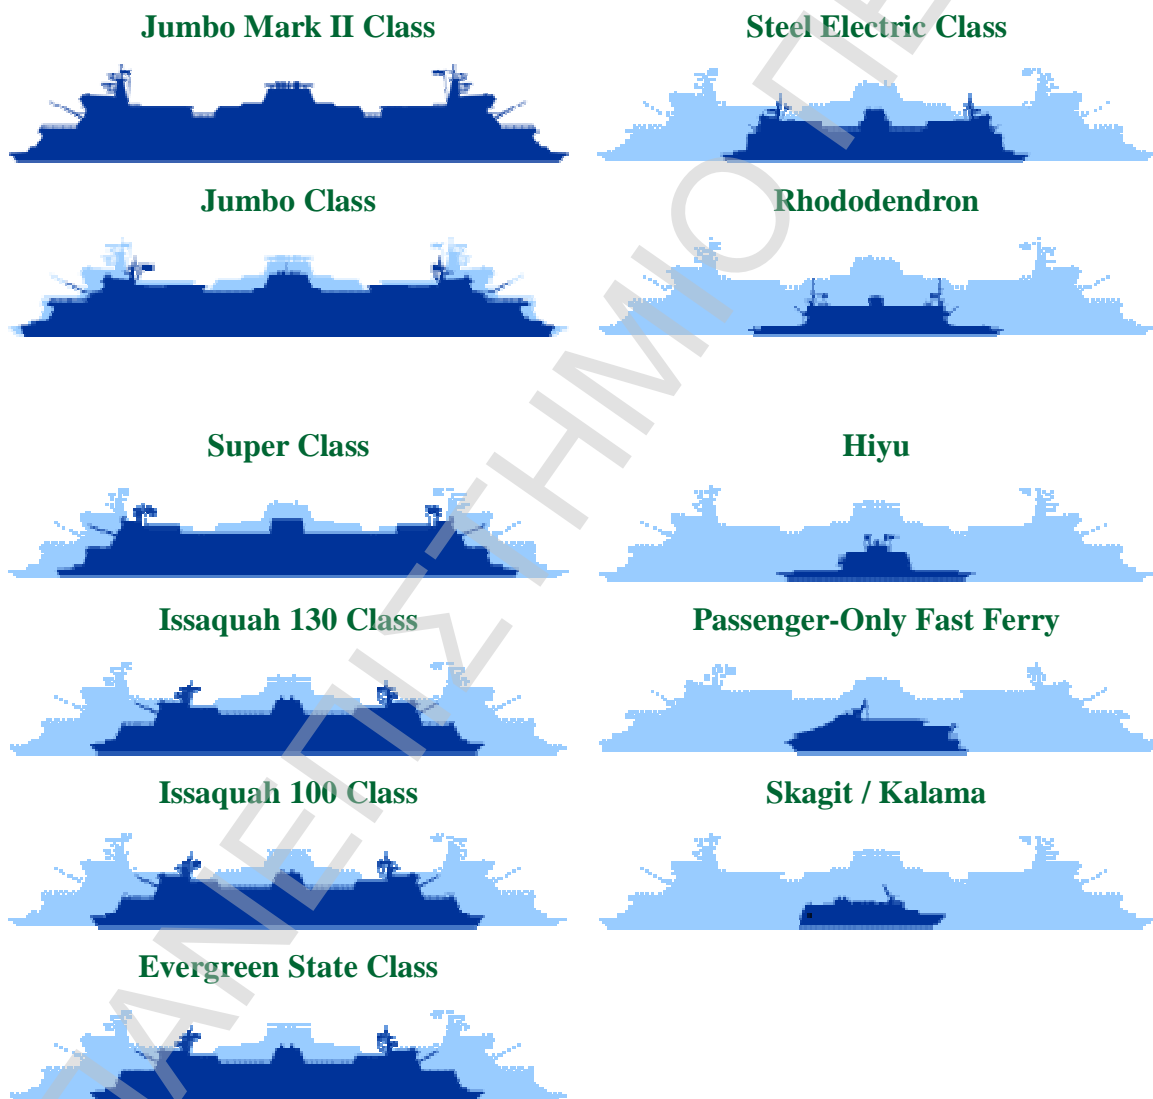 Jumbo Mark II Class
Steel Electric Class
Jumbo Class
Rhododendron
Super Class
Hiyu
Issaquah 130 Class
Passenger-Only Fast Ferry
Issaquah 100 Class
Skagit / Kalama
Evergreen State Class
ΠΑΝΕΠΙΣΤΗΜΙΟ